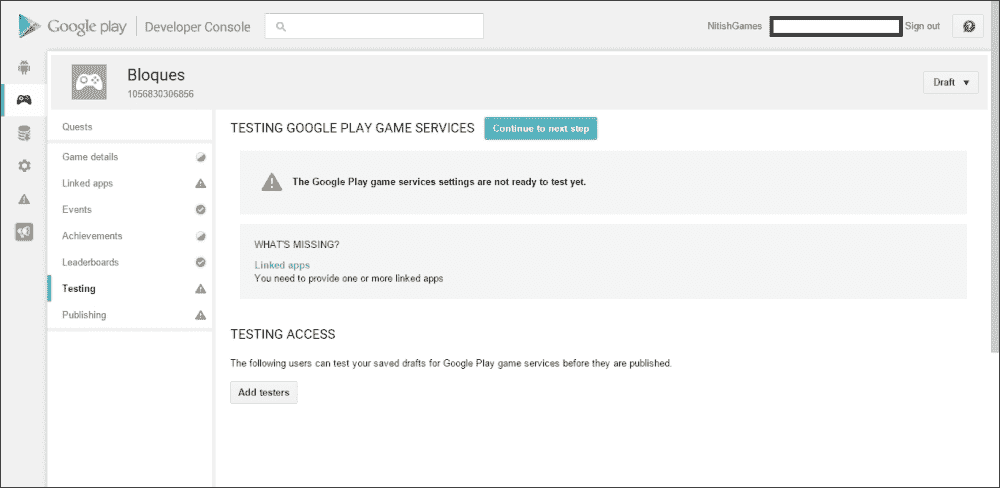 Google play Developer Console
NitishGames Sign out
Bloques
1056830306856
Draft
Quests
Game details
Linked apps
Events
Achievements
Leaderboards
Testing
Publishing
TESTING GOOGLE PLAY GAME SERVICES Continue to next step
The Google Play game services settings are not ready to test yet.
WHAT'S MISSING?
Linked apps
You need to provide one or more linked apps
TESTING ACCESS
The following users can test your saved drafts for Google Play game services before they are published.
Add testers